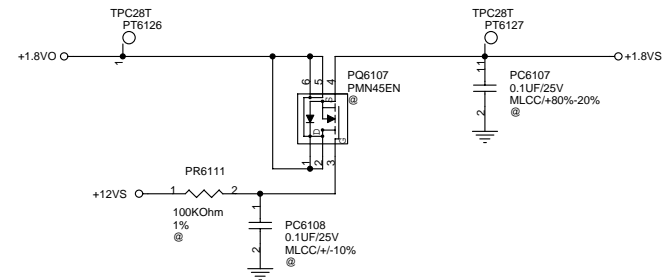 TPC28T
PT6126
TPC28T
PT6127
+1.8VO
1
+1.8VS
11
6
5
4
PQ6107
PMN45EN
@
S
D
G
1
2
3
PC6107
0.1UF/25V
MLCC/+80%-20%
@
2
PR6111
+12VS
1
2
100KOhm
1%
@
1
PC6108
0.1UF/25V
MLCC/+/-10%
@
2